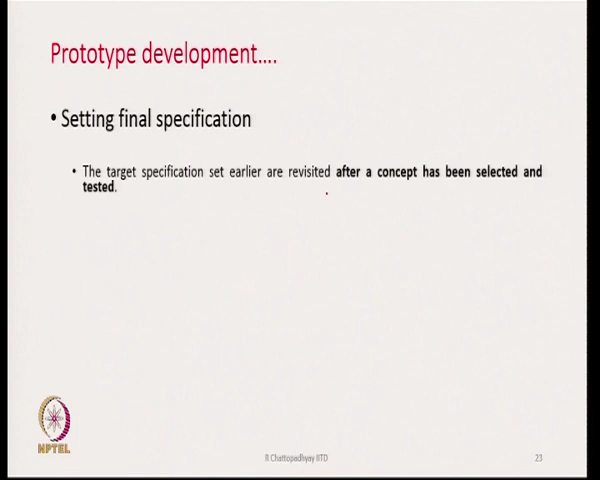 Prototype development....
• Setting final specification
• The target specification set earlier are revisited after a concept has been selected and
tested.
NPTEL
R Chattopadhyay IITD
23